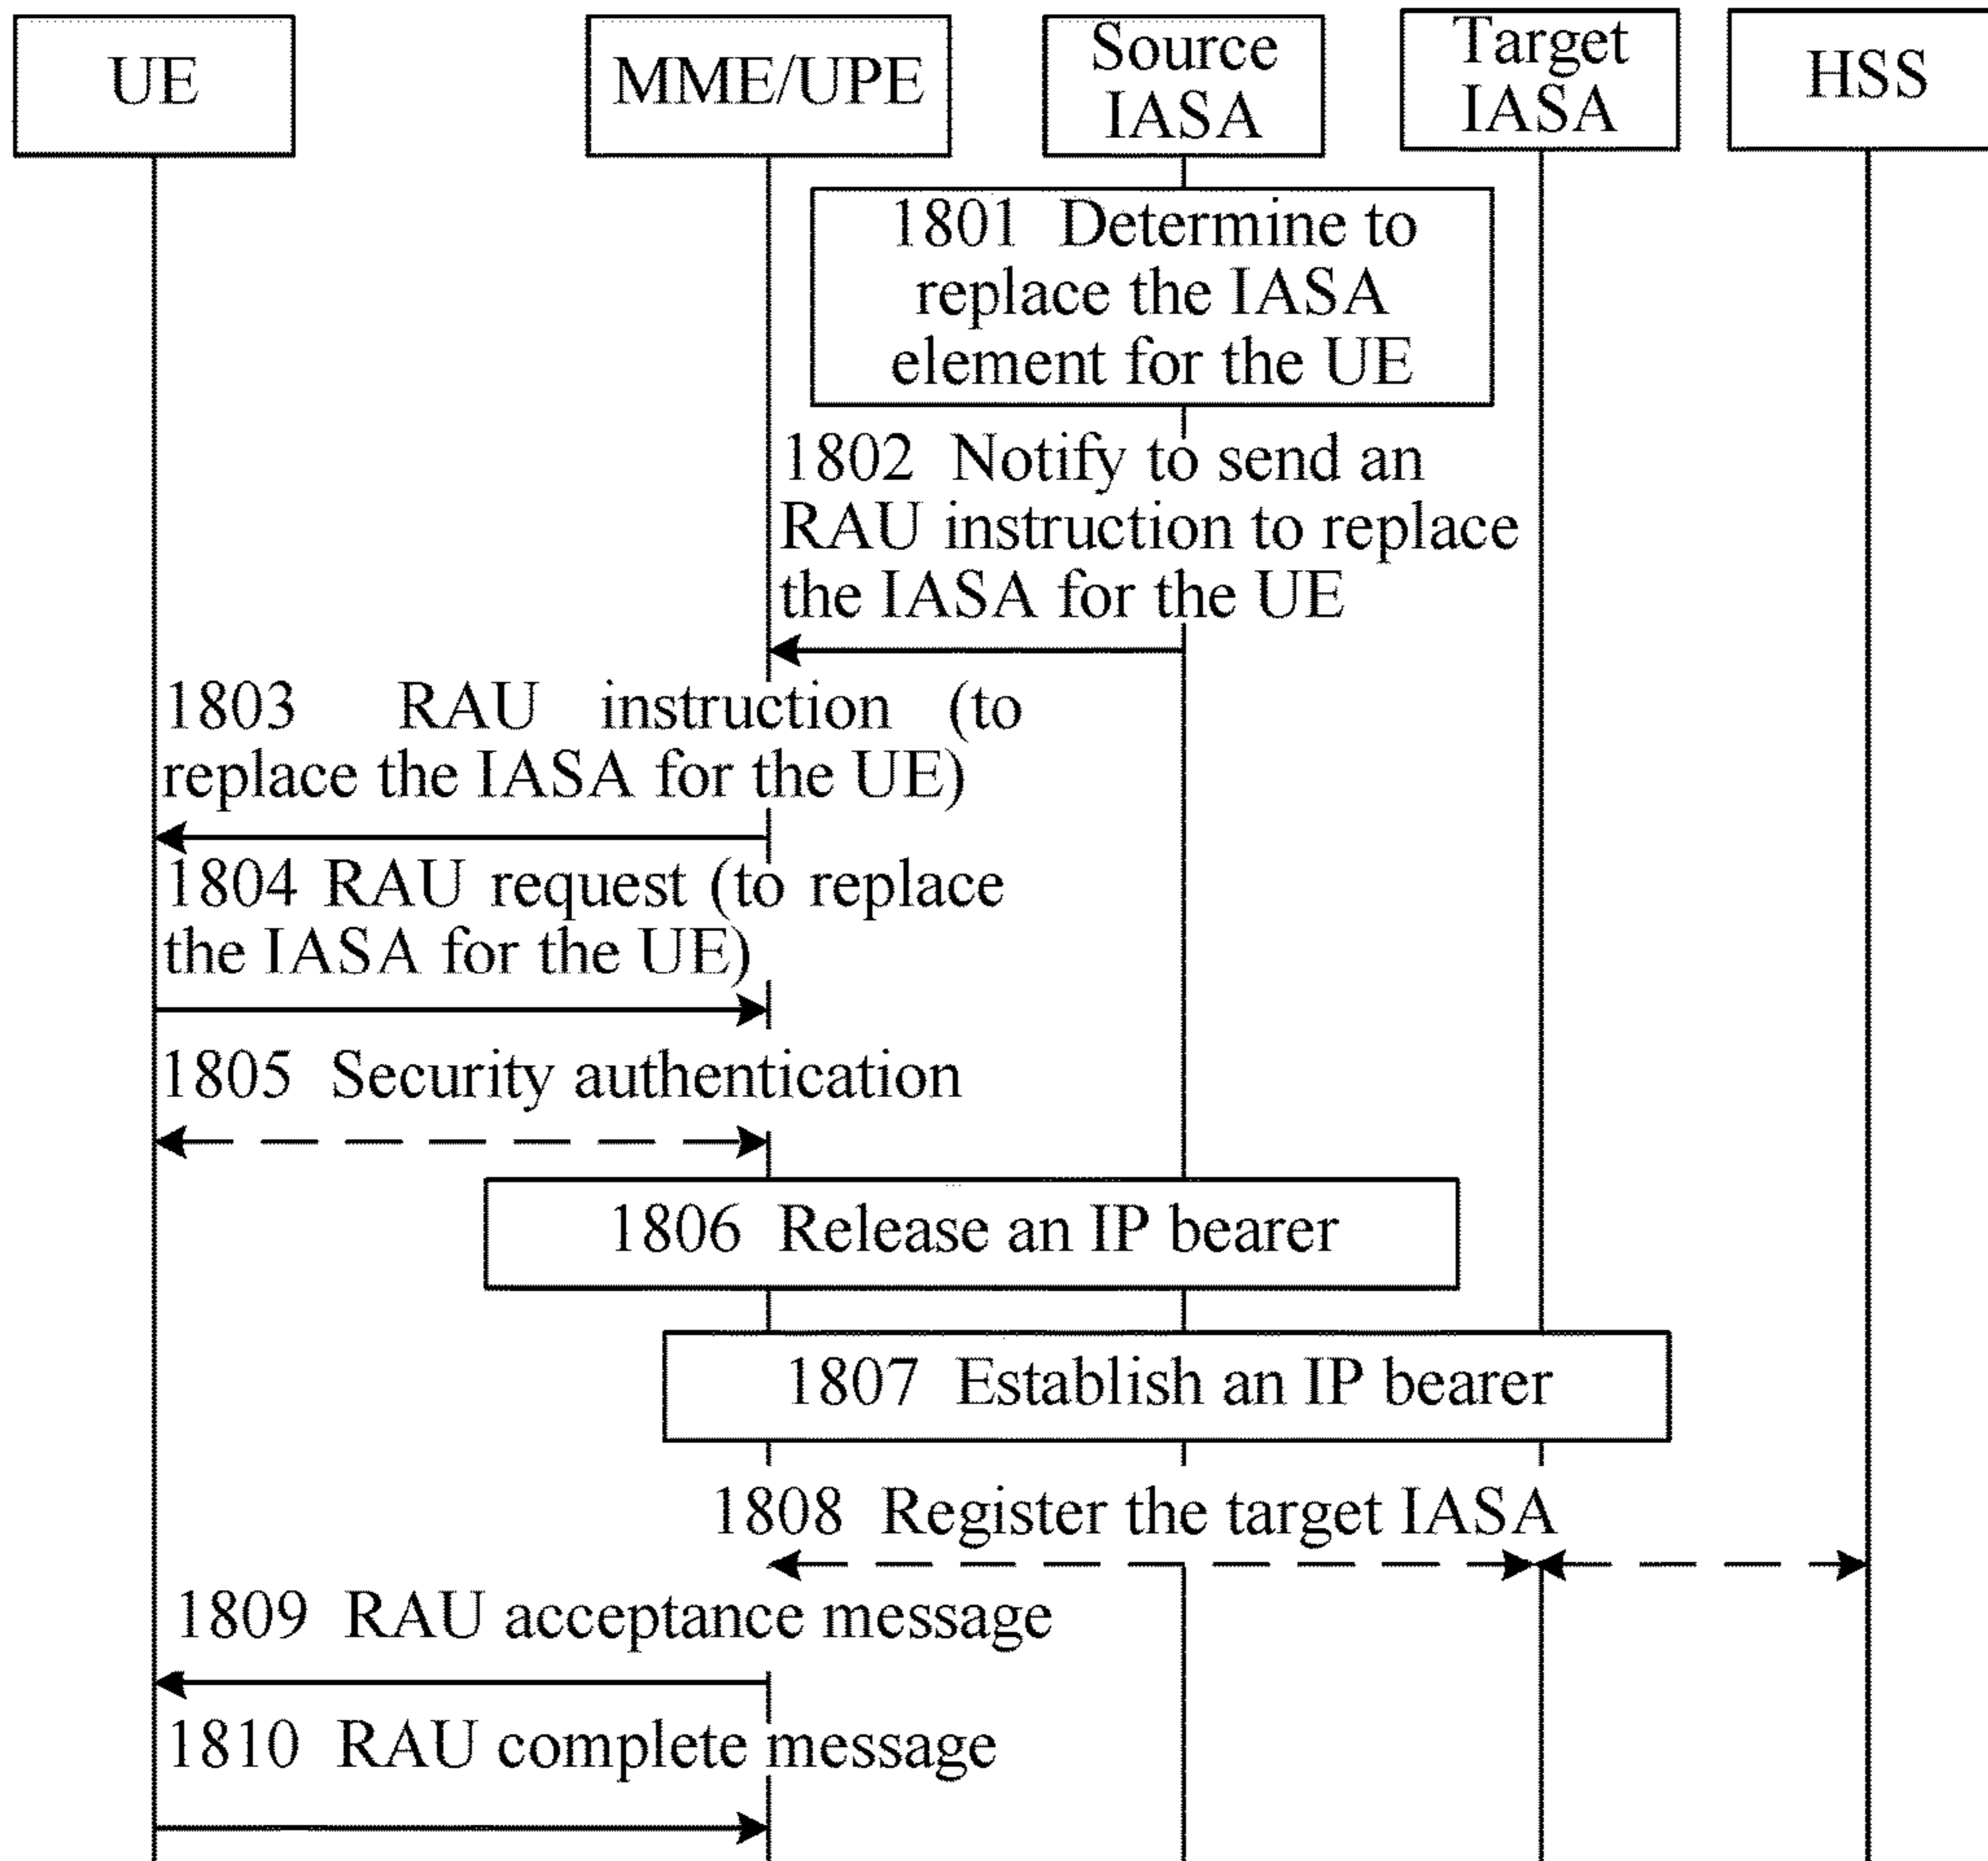 UE
MME/UPE
Source
IASA
Target
IASA
HSS
1801 Determine to
replace the IASA
element for the UE
1802 Notify to send an
RAU instruction to replace
the IASA for the UE
1803 RAU instruction (to
replace the IASA for the UE)
1804 RAU request (to replace
the IASA for the UE)
1805 Security authentication
1806 Release an IP bearer
1807 Establish an IP bearer
1808 Register the target IASA
1809 RAU acceptance message
1810 RAU complete message